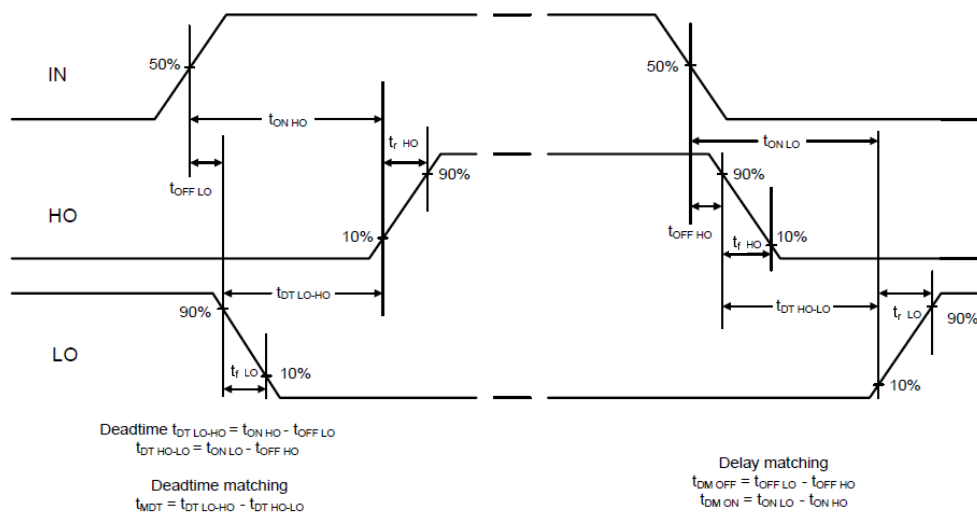 IN
50%
50%
tON HO
tON LO
tr HO
90%
90%
tOFF LO
HO
tOFF HO
10%
tf HO
10%
tDT LO-HO
tDT HO-LO
tr LO
90%
90%
LO
tf LO
10%
10%
Deadtime tDT LO-HO = tON HO - tOFF LO
tDT HO-LO = tON LO - tOFF HO
Deadtime matching
tMDT = tDT LO-HO - tDT HO-LO
Delay matching
tDM OFF = tOFF LO - tOFF HO
tDM ON = tON LO - tON HO